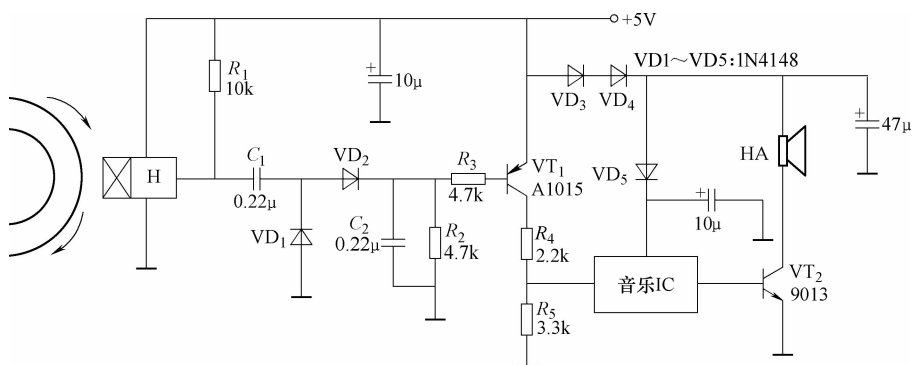 +5V
R1
10k
+
10μ
VD3
VD4
VD1～VD5:1N4148
+
47μ
H
C1
0.22μ
VD2
R3
4.7k
VT1
A1015
HA
VD5
+
10μ
VD1
C2
0.22μ
R2
4.7k
R4
2.2k
音乐IC
VT2
9013
R5
3.3k